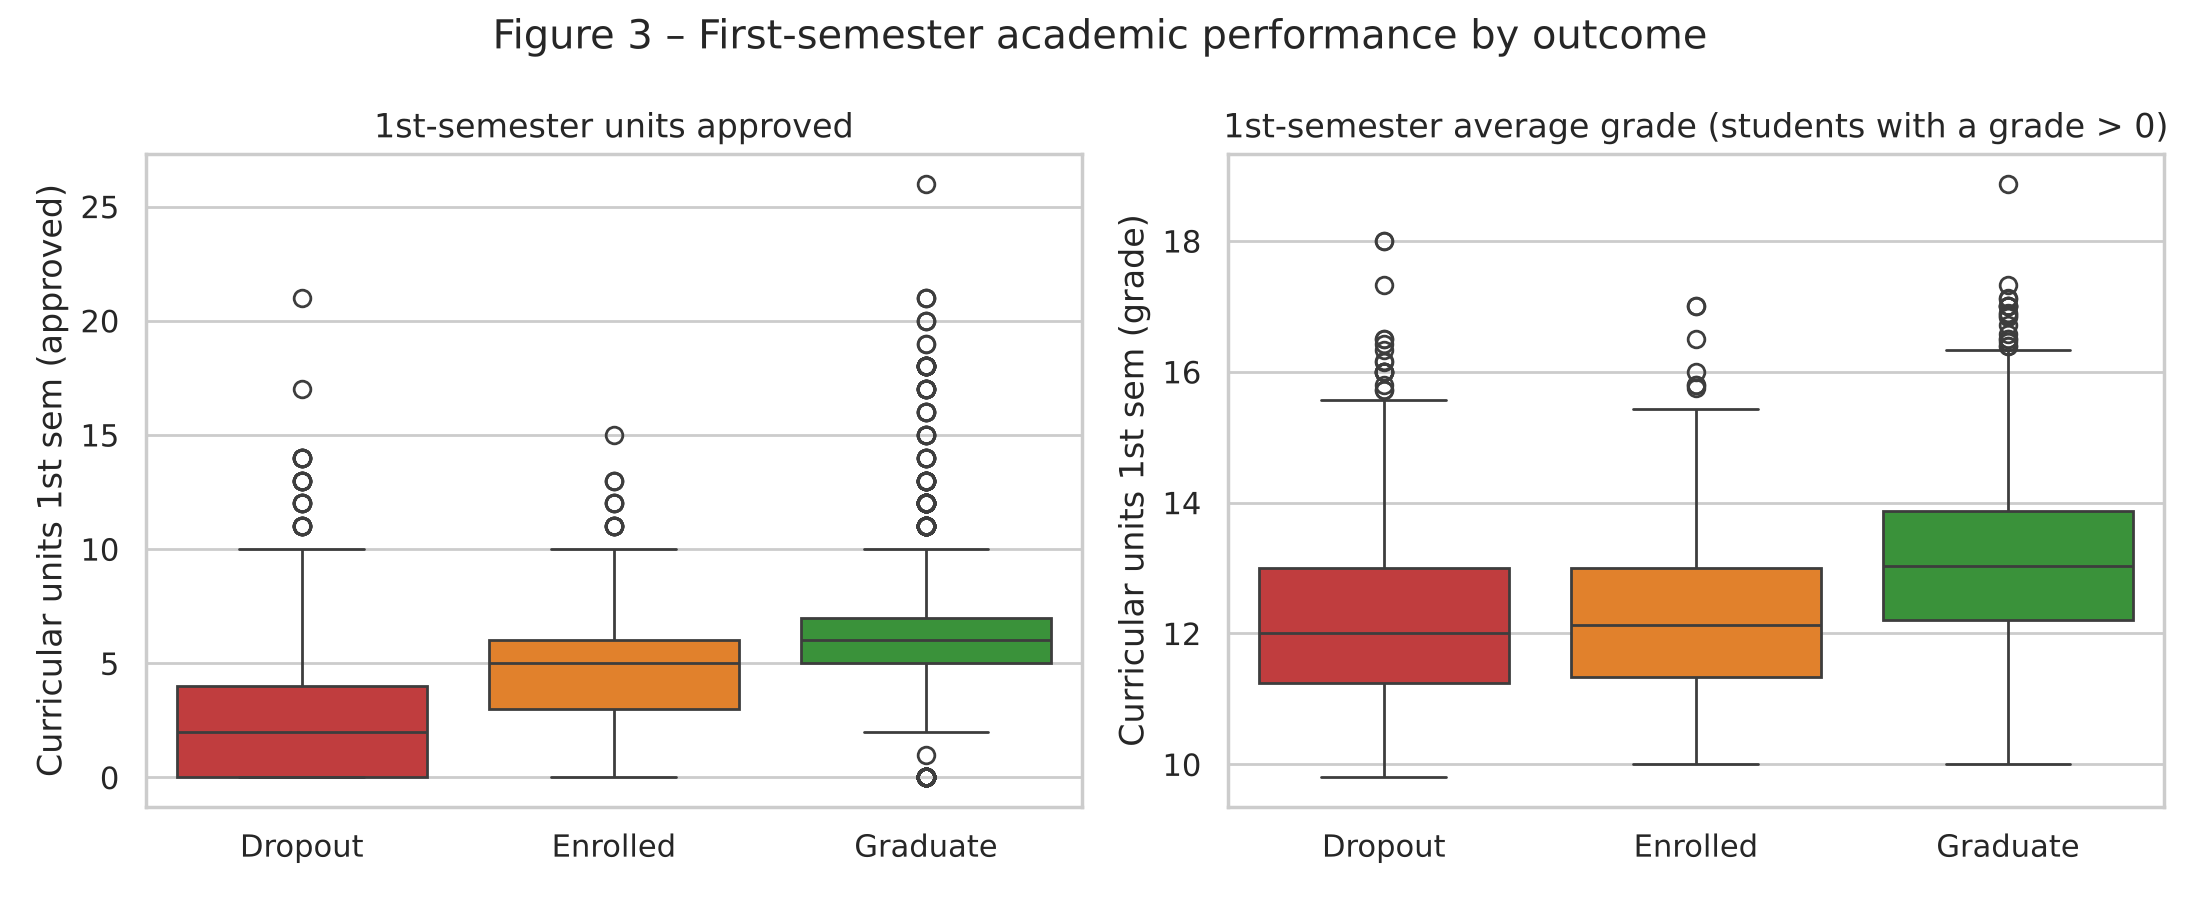 Figure 3 – First-semester academic performance by outcome
1st-semester units approved
Curricular units 1st sem (approved)
25
20
15
10
5
0
Dropout Enrolled Graduate
1st-semester average grade (students with a grade > 0)
Curricular units 1st sem (grade)
18
16
14
12
10
Dropout Enrolled Graduate